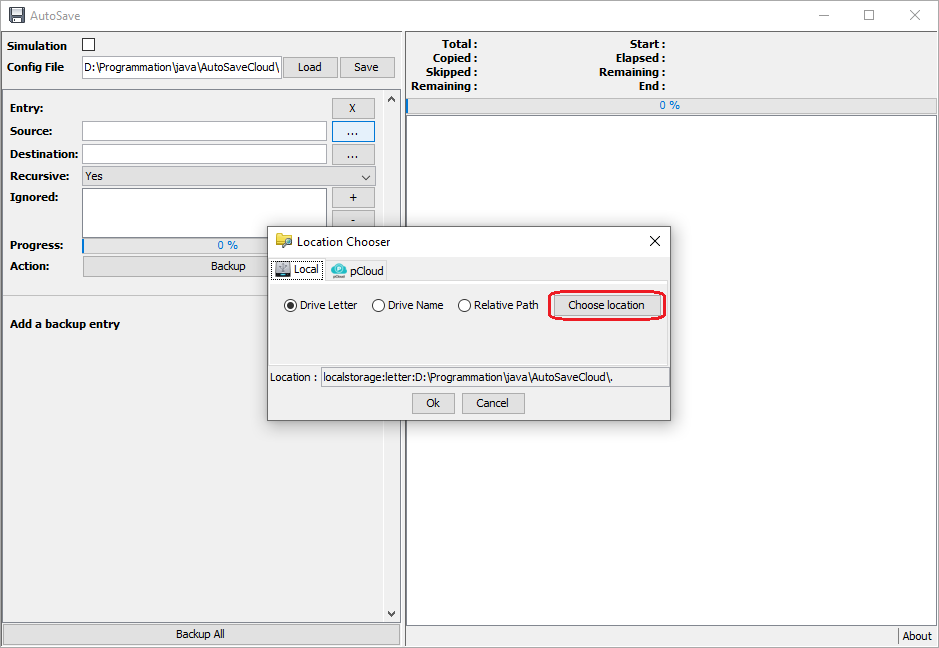 AutoSave
Simulation
Config File D:\Programmation\java\AutoSaveCloud\ Load Save
Entry: X
Source: ...
Destination: ...
Recursive: Yes
Ignored: +
-
Progress: 0 %
Action: Backup
Add a backup entry
Backup All
Total : Start :
Copied : Elapsed :
Skipped : Remaining :
Remaining : End :
0 %
Location Chooser
Local pCloud
Drive Letter Drive Name Relative Path Choose location
Location : localstorage:letter:D:\Programmation\java\AutoSaveCloud\.
Ok Cancel
About